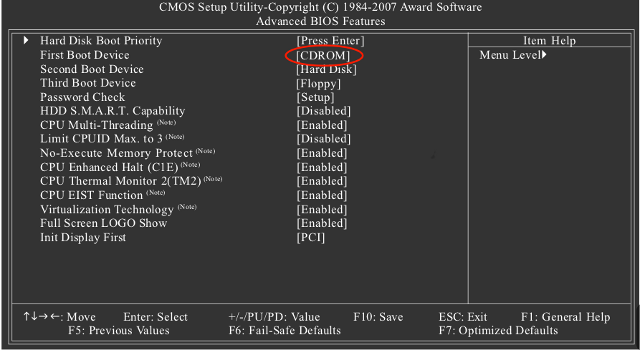 CMOS Setup Utility-Copyright (C) 1984-2007 Award Software
Advanced BIOS Features
Hard Disk Boot Priority [Press Enter] Item Help
First Boot Device [CDROM] Menu Level
Second Boot Device [Hard Disk]
Third Boot Device [Floppy]
Password Check [Setup]
HDD S.M.A.R.T. Capability [Disabled]
CPU Multi-Threading (Note) [Enabled]
Limit CPUID Max. to 3 (Note) [Disabled]
No-Execute Memory Protect (Note) [Enabled]
CPU Enhanced Halt (C1E) (Note) [Enabled]
CPU Thermal Monitor 2(TM2) (Note) [Enabled]
CPU EIST Function (Note) [Enabled]
Virtualization Technology (Note) [Enabled]
Full Screen LOGO Show [Enabled]
Init Display First [PCI]
↑↓→←: Move Enter: Select +/-/PU/PD: Value F10: Save ESC: Exit F1: General Help
F5: Previous Values F6: Fail-Safe Defaults F7: Optimized Defaults